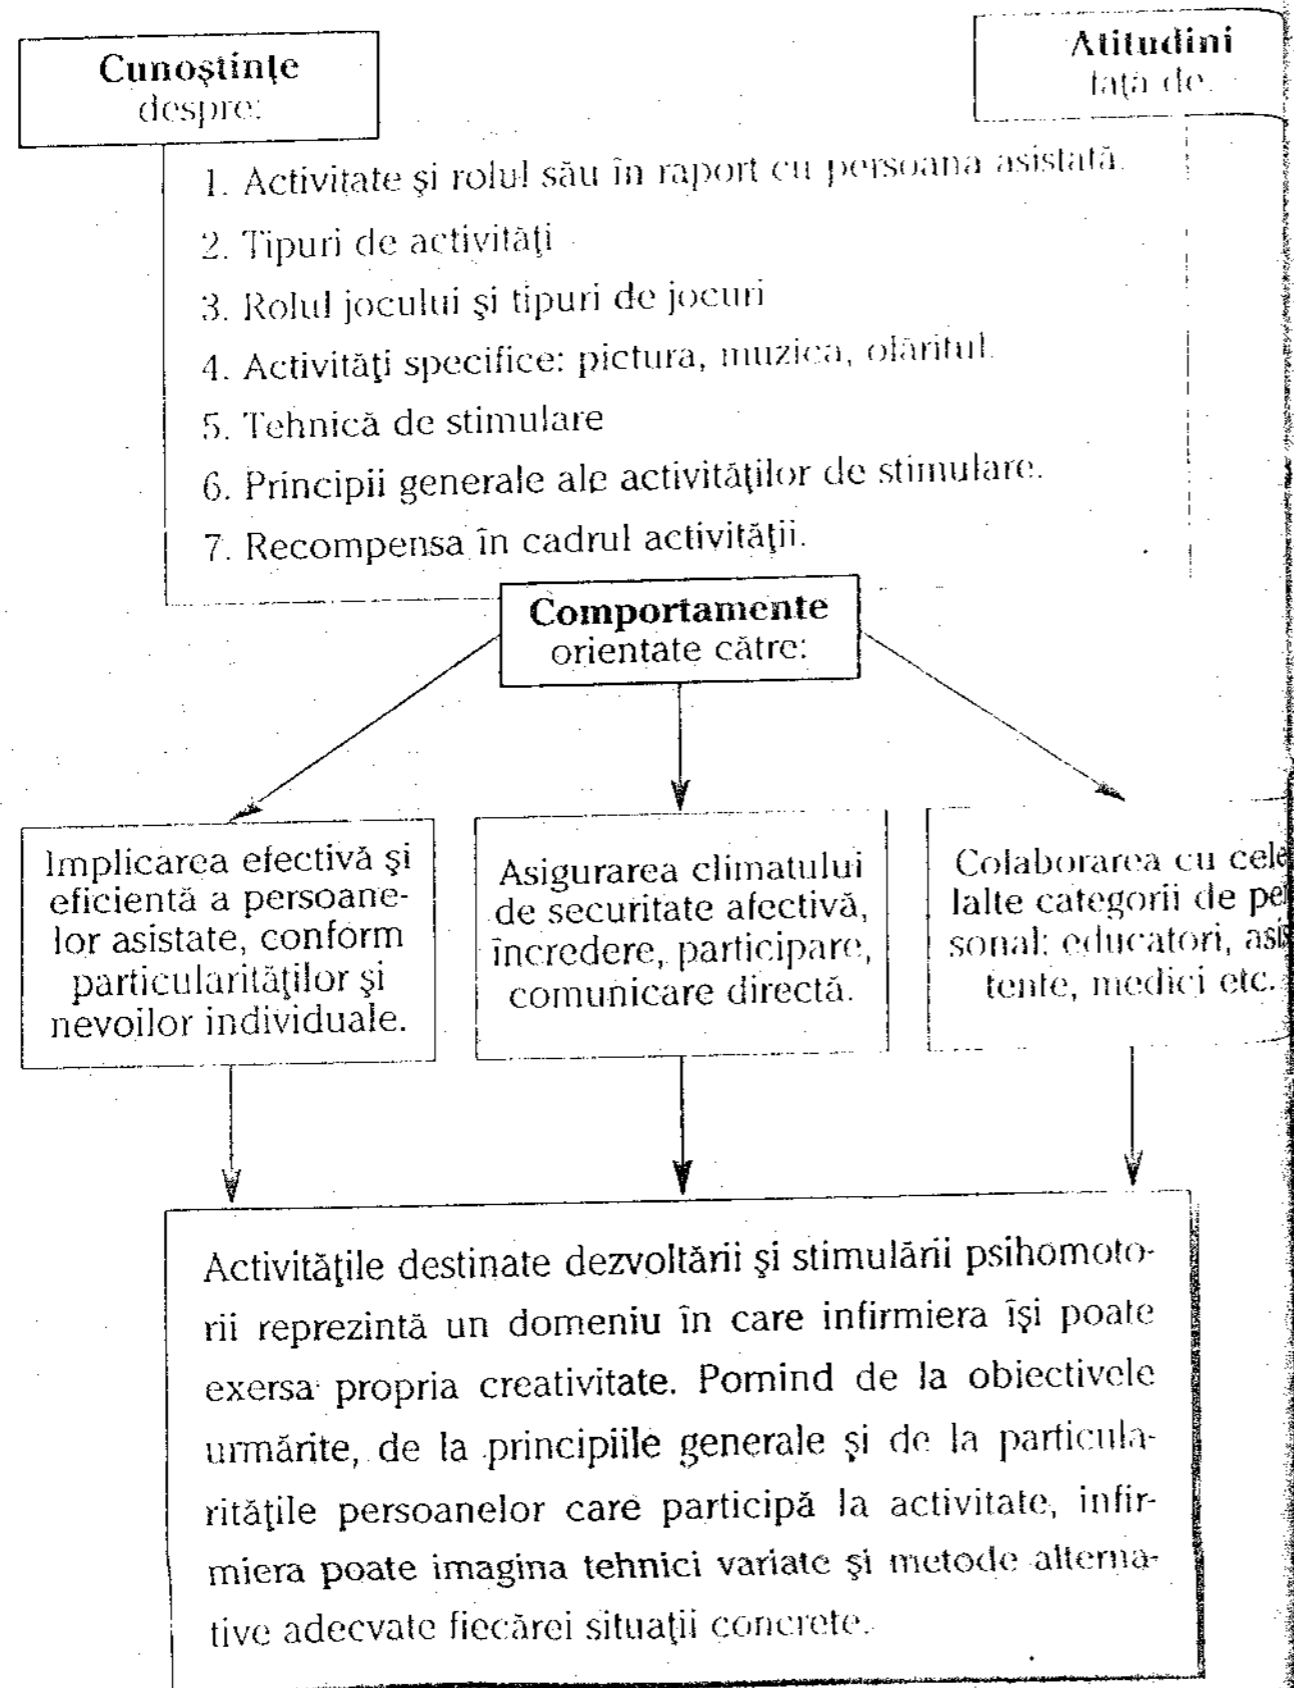 Cunoştinţe
despre:
Atitudini
faţă de:
1. Activitate şi rolul său în raport cu persoana asistată.
2. Tipuri de activităţi
3. Rolul jocului şi tipuri de jocuri
4. Activităţi specifice: pictura, muzica, olăritul.
5. Tehnică de stimulare
6. Principii generale ale activităţilor de stimulare.
7. Recompensa în cadrul activităţii.
Comportamente
orientate către:
Implicarea efectivă şi
eficientă a persoane-
lor asistate, conform
particularităţilor şi
nevoilor individuale.
Asigurarea climatului
de securitate afectivă,
încredere, participare,
comunicare directă.
Colaborarea cu cele
lalte categorii de pe
sonal: educatori, asis
tente, medici etc.
Activităţile destinate dezvoltării şi stimulării psihomoto-
rii reprezintă un domeniu în care infirmiera îşi poate
exersa propria creativitate. Pornind de la obiectivele
urmărite, de la principiile generale şi de la particula-
rităţile persoanelor care participă la activitate, infir-
miera poate imagina tehnici variate şi metode alterna-
tive adecvate fiecărei situaţii concrete.